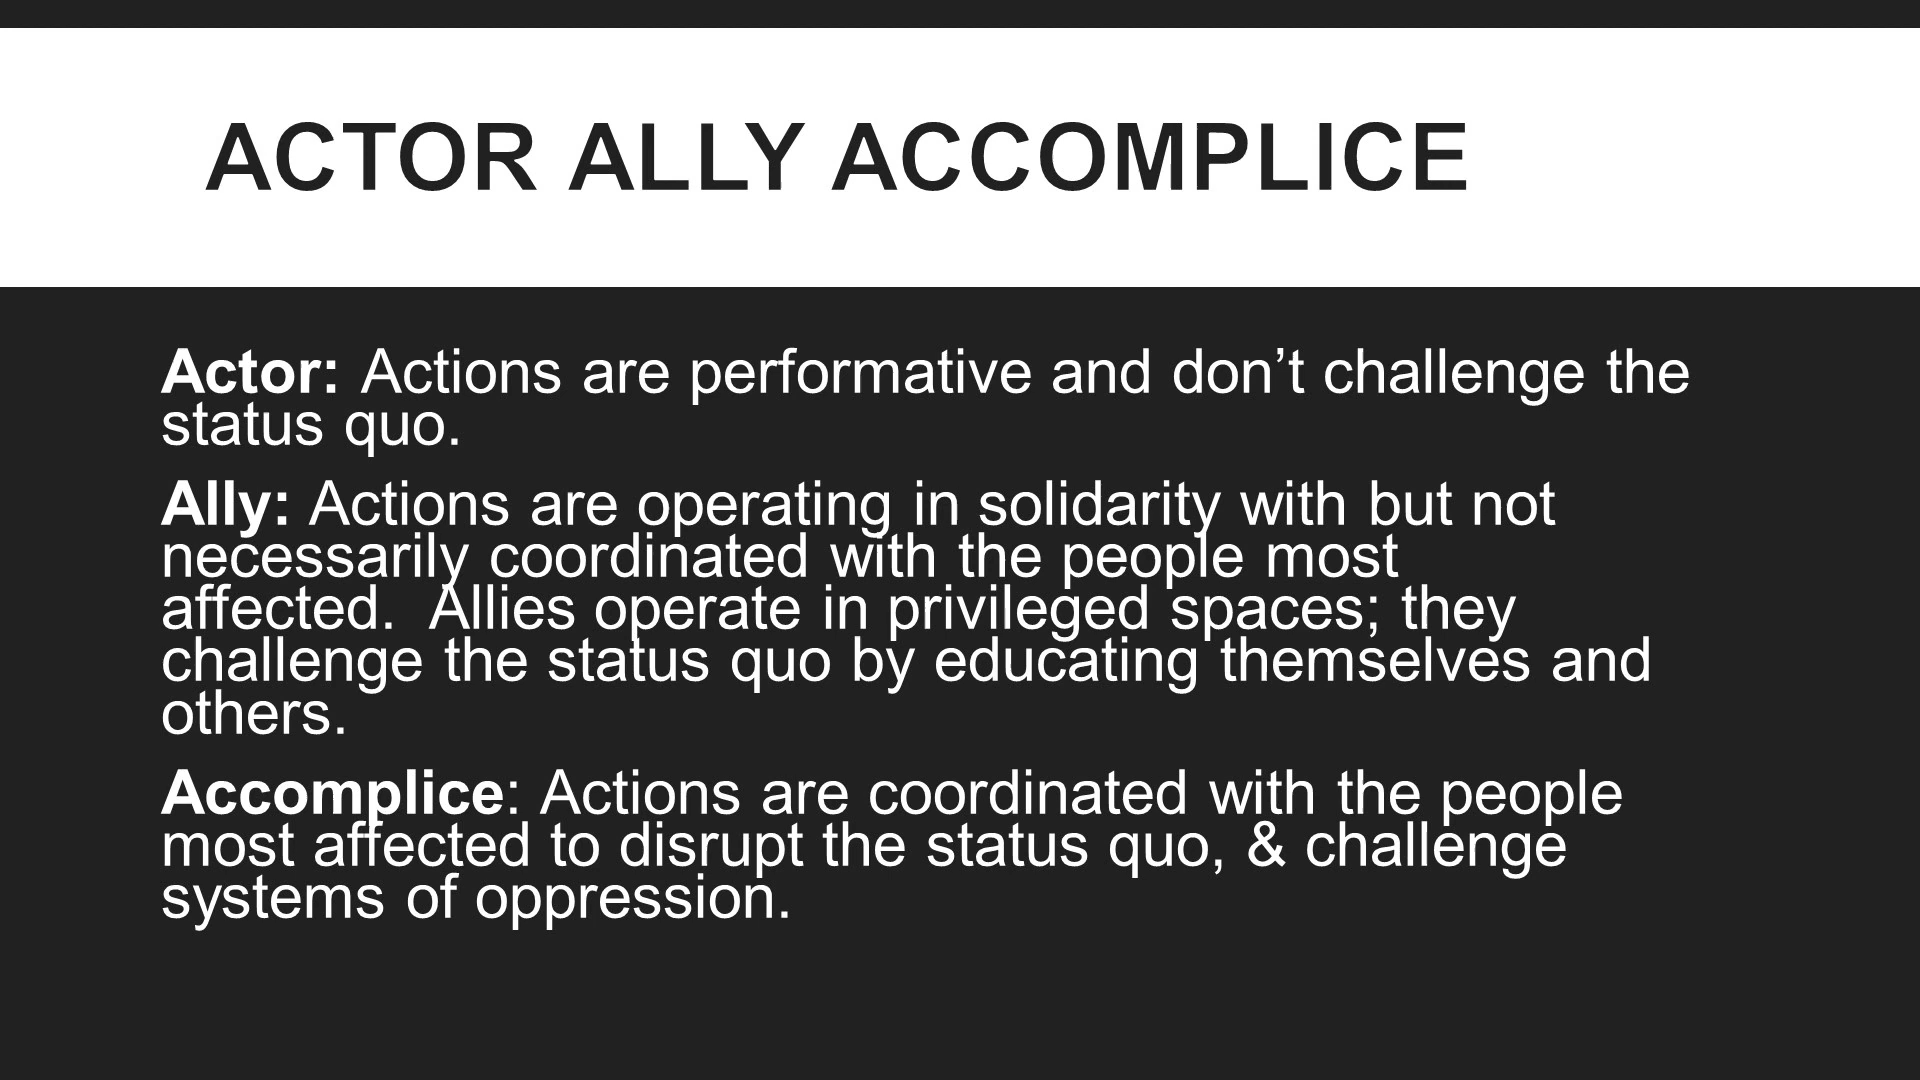 ACTOR ALLY ACCOMPLICE
Actor: Actions are performative and don’t challenge the
status quo.
Ally: Actions are operating in solidarity with but not
necessarily coordinated with the people most
affected.  Allies operate in privileged spaces; they
challenge the status quo by educating themselves and
others.
Accomplice: Actions are coordinated with the people
most affected to disrupt the status quo, & challenge
systems of oppression.